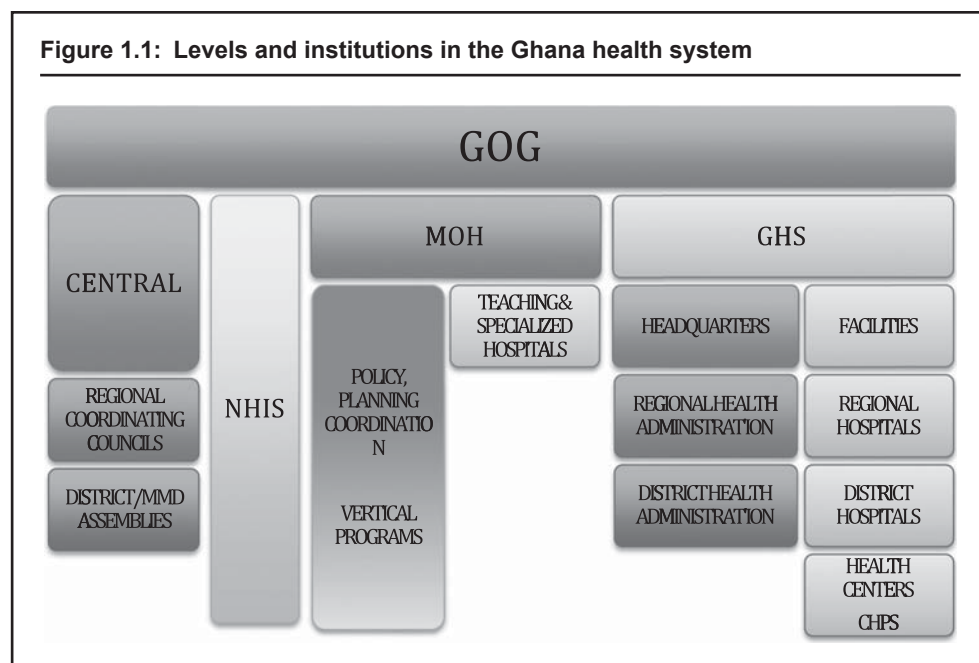 Figure 1.1: Levels and institutions in the Ghana health system
GOG
CENTRAL
REGIONAL
COORDINATING
COUNCILS
DISTRICT/MMD
ASSEMBLIES
NHIS
MOH
POLICY,
PLANNING
COORDINATIO
N
VERTICAL
PROGRAMS
TEACHING&
SPECIALIZED
HOSPITALS
GHS
HEADQUARTERS
REGIONALHEALTH
ADMINISTRATION
DISTRICTHEALTH
ADMINISTRATION
FACILITIES
REGIONAL
HOSPITALS
DISTRICT
HOSPITALS
HEALTH
CENTERS
CHPS